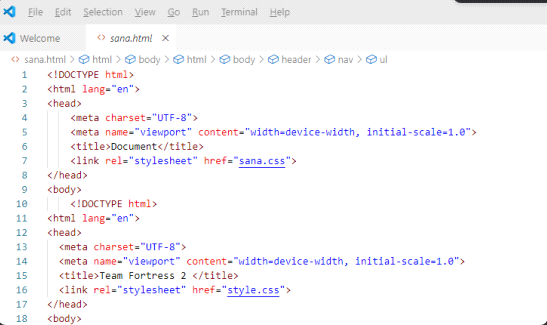 File Edit Selection View Go Run Terminal Help
Welcome sana.html
sana.html > html > body > html > body > header > nav > ul
1 <!DOCTYPE html>
2 <html lang="en">
3 <head>
4 <meta charset="UTF-8">
5 <meta name="viewport" content="width=device-width, initial-scale=1.0">
6 <title>Document</title>
7 <link rel="stylesheet" href="sana.css">
8 </head>
9 <body>
10 <!DOCTYPE html>
11 <html lang="en">
12 <head>
13 <meta charset="UTF-8">
14 <meta name="viewport" content="width=device-width, initial-scale=1.0">
15 <title>Team Fortress 2 </title>
16 <link rel="stylesheet" href="style.css">
17 </head>
18 <body>